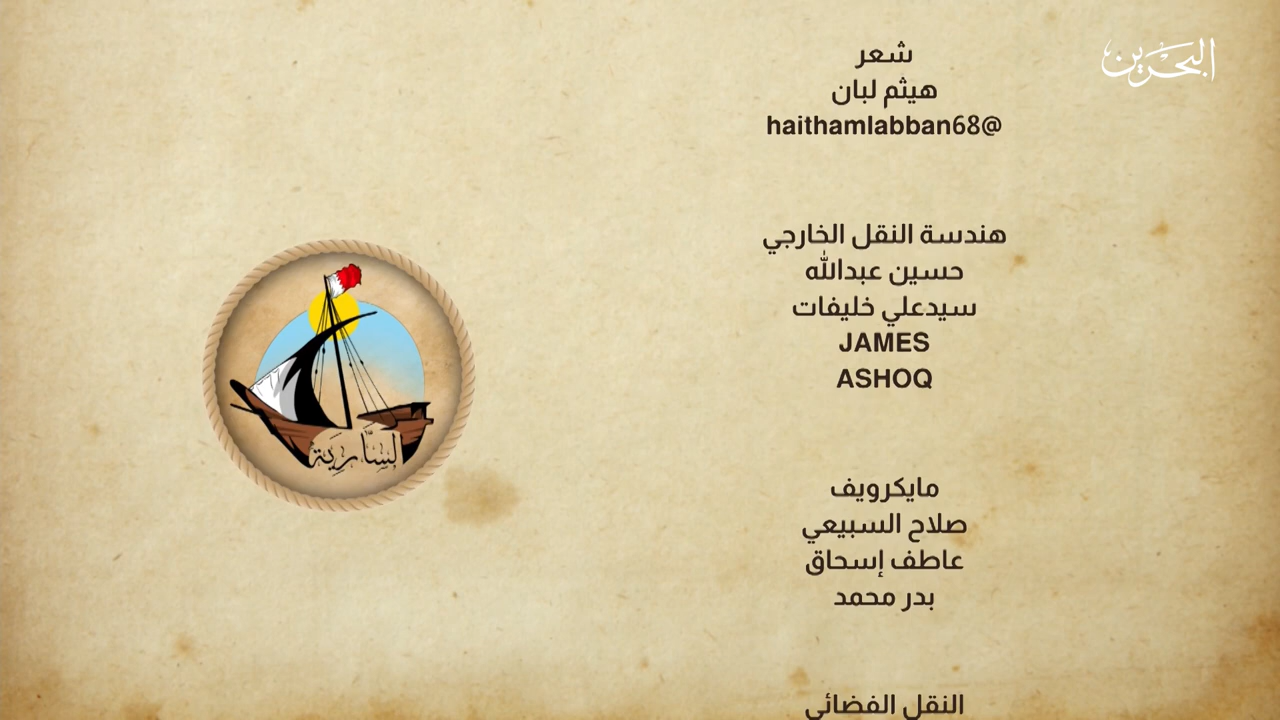 البحرين
شعر
هيثم لبان
haithamlabban68@
هندسة النقل الخارجي
حسين عبدالله
سيدعلي خليفات
JAMES
ASHOQ
السارية
مايكرويف
صلاح السبيعي
عاطف إسحاق
بدر محمد
النقل الفضائي